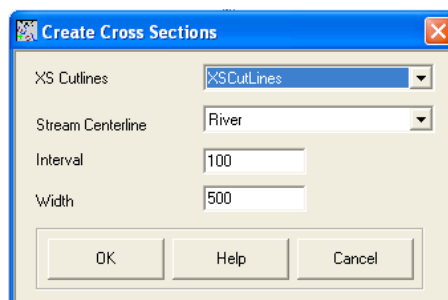 Create Cross Sections
XS Cutlines XSCutLines
Stream Centerline River
Interval 100
Width 500
OK Help Cancel